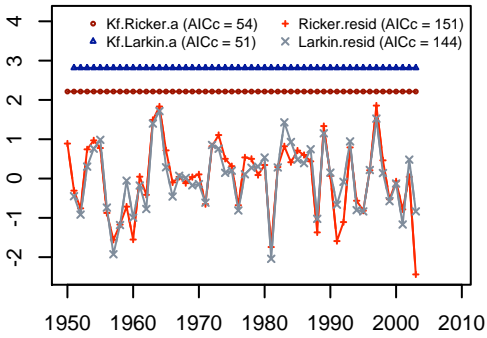 Kf.Ricker.a (AICc = 54) Ricker.resid (AICc = 151)
Kf.Larkin.a (AICc = 51) Larkin.resid (AICc = 144)
4
3
2
1
0
-1
-2
1950 1960 1970 1980 1990 2000 2010